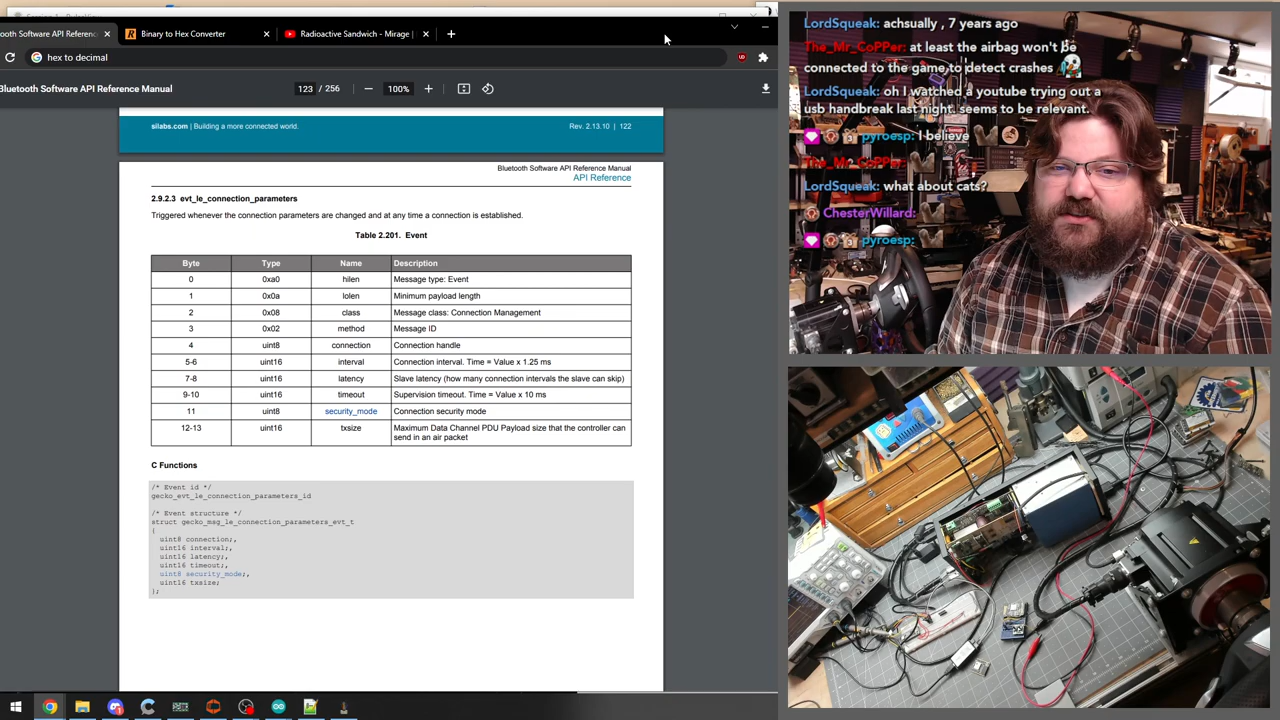 ooth Software API Referenc
Binary to Hex Converter
Radioactive Sandwich - Mirage |
hex to decimal
Bluetooth Software API Reference Manual
123 / 256
100%
silabs.com | Building a more connected world.
Rev. 2.13.10 | 122
Bluetooth Software API Reference Manual
API Reference
2.9.2.3 evt_le_connection_parameters
Triggered whenever the connection parameters are changed and at any time a connection is established.
Table 2.201. Event
Byte Type Name Description
0 0xa0 hilen Message type: Event
1 0x0a lolen Minimum payload length
2 0x08 class Message class: Connection Management
3 0x02 method Message ID
4 uint8 connection Connection handle
5-6 uint16 interval Connection interval. Time = Value x 1.25 ms
7-8 uint16 latency Slave latency (how many connection intervals the slave can skip)
9-10 uint16 timeout Supervision timeout. Time = Value x 10 ms
11 uint8 security_mode Connection security mode
12-13 uint16 txsize Maximum Data Channel PDU Payload size that the controller can
send in an air packet
C Functions
/* Event id */
gecko_evt_le_connection_parameters_id
/* Event structure */
struct gecko_msg_le_connection_parameters_evt_t
{
uint8 connection;,
uint16 interval;,
uint16 latency;,
uint16 timeout;,
uint8 security_mode;,
uint16 txsize;
};
LordSqueak: achsually , 7 years ago
The_Mr_CoPPer: at least the airbag won't be
connected to the game to detect crashes
LordSqueak: oh I watched a youtube trying out a
usb handbreak last night. seems to be relevant.
pyroesp: I believe
The_Mr_CoPPer:
LordSqueak: what about cats?
ChesterWillard:
pyroesp: